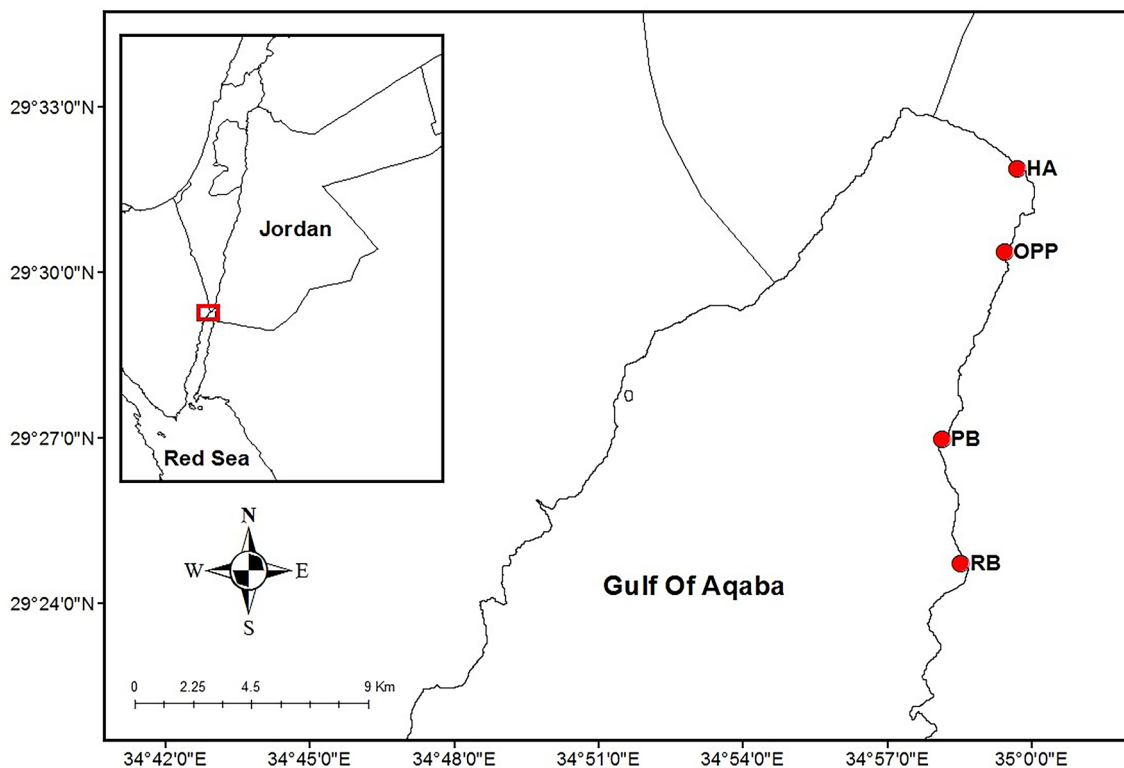 29°33'0"N
29°30'0"N
29°27'0"N
29°24'0"N
Jordan
Red Sea
N
W E
S
0 2.25 4.5 9 Km
HA
OPP
PB
RB
Gulf Of Aqaba
34°42'0"E 34°45'0"E 34°48'0"E 34°51'0"E 34°54'0"E 34°57'0"E 35°0'0"E